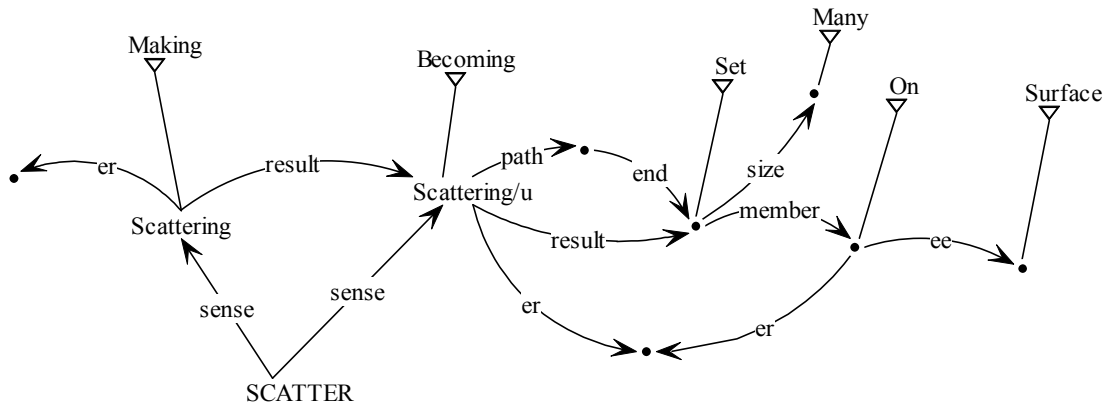 Many
Making
Becoming
Set
On
Surface
er
result
path
end
size
Scattering/u
member
Scattering
result
ee
sense
sense
er
er
SCATTER